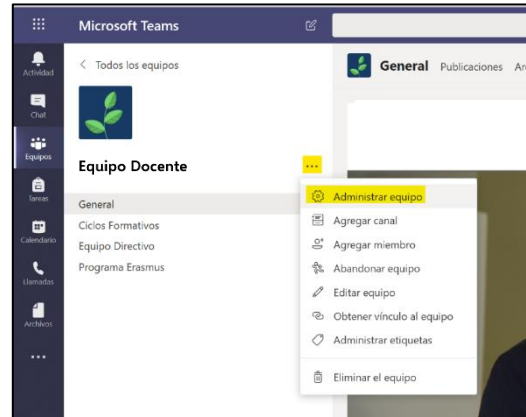 Microsoft Teams
Actividad
Chat
Equipos
Tareas
Calendario
Llamadas
Archivos
...
< Todos los equipos
Equipo Docente
...
General
Ciclos Formativos
Equipo Directivo
Programa Erasmus
General Publicaciones Ar
Administrar equipo
Agregar canal
Agregar miembro
Abandonar equipo
Editar equipo
Obtener vínculo al equipo
Administrar etiquetas
Eliminar el equipo